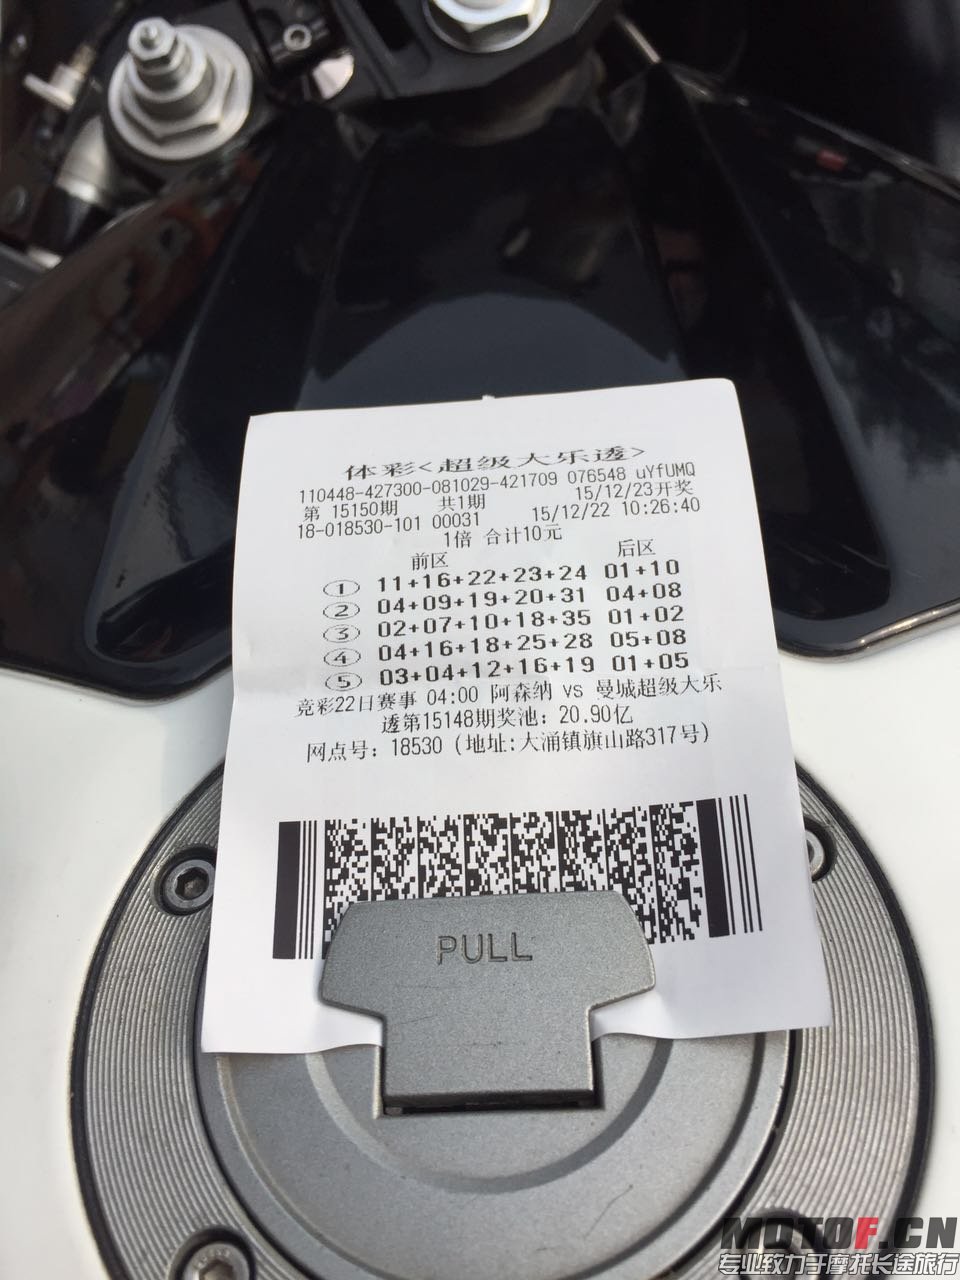 体彩<超级大乐透>
110448-427300-081029-421709 076548 uYfUMQ
第 15150期 共1期 15/12/23开奖
18-018530-101 00031 15/12/22 10:26:40
1倍 合计10元
前区 后区
① 11+16+22+23+24 01+10
② 04+09+19+20+31 04+08
③ 02+07+10+18+35 01+02
④ 04+16+18+25+28 05+08
⑤ 03+04+12+16+19 01+05
竞彩22日赛事 04:00 阿森纳 VS 曼城超级大乐
透第15148期奖池: 20.90亿
网点号: 18530 (地址:大涌镇旗山路317号)
PULL
MOTOF.CN
专业致力于摩托长途旅行